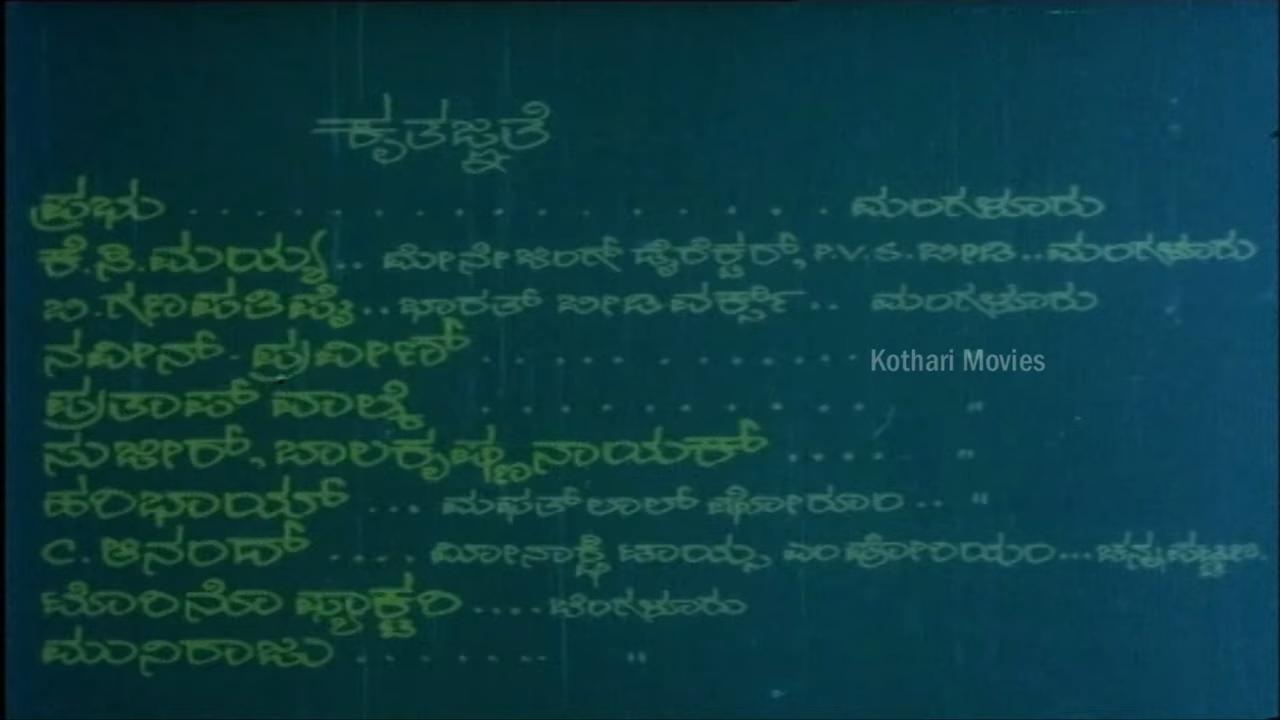 ಕೃತಜ್ಞತೆ
ಪ್ರಭು . . . . . . . . . . . . . . . . ಮಂಗಳೂರು
ಕೆ.ಸಿ.ಮಯ್ಯ .. ಮೇನೇಜಿಂಗ್ ಡೈರೆಕ್ಟರ್, P.V.S. ಬೀಡಿ .. ಮಂಗಳೂರು
ಬಿ.ಗಣಪತಿಪೈ .. ಭಾರತ್ ಬೀಡಿ ವರ್ಕ್ಸ್ .. ಮಂಗಳೂರು
ನವೀನ್ - ಪ್ರವೀಣ್ . . . . . . . . . . . Kothari Movies
ಪ್ರತಾಪ್ . . . . . . . . . . . "
ಸುಜೀರ್, ಬಾಲಕೃಷ್ಣನಾಯಕ್ . . . . . "
ಹರಿಭಾಯ್ ... ಮಫತ್‌ಲಾಲ್ ಷೋರೂಂ .. "
C. ಆನಂದ್ .... ಮೀನಾಕ್ಷಿ ಟಾಯ್ಸ್ ಎಂಪೋರಿಯಂ ... ಚನ್ನಪಟ್ಟಣ.
ಟೊರಿನೊ ಫ್ಯಾಕ್ಟರಿ .... ಬೆಂಗಳೂರು
ಮುನಿರಾಜು . . . . . . . "